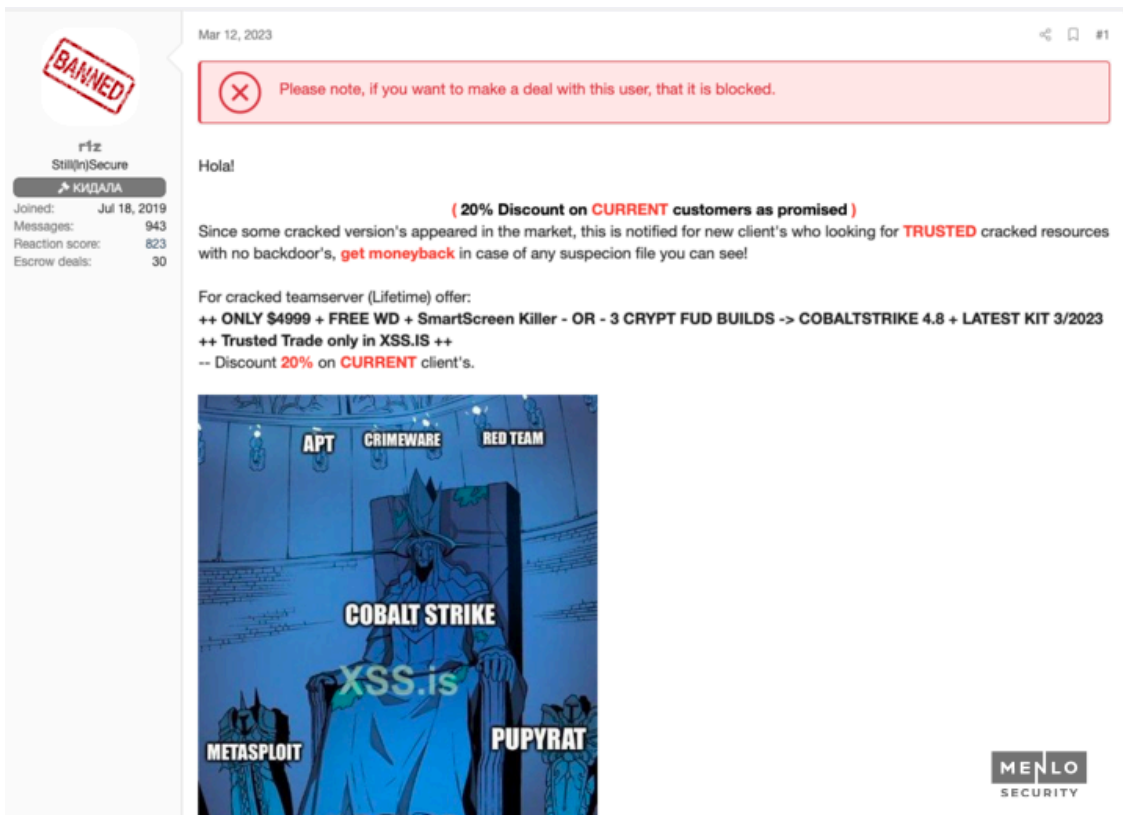 BANNED
r1z
Still(In)Secure
КИДАЛА
Joined: Jul 18, 2019
Messages: 943
Reaction score: 823
Escrow deals: 30
Mar 12, 2023
#1
Please note, if you want to make a deal with this user, that it is blocked.
Hola!
( 20% Discount on CURRENT customers as promised )
Since some cracked version's appeared in the market, this is notified for new client's who looking for TRUSTED cracked resources
with no backdoor's, get moneyback in case of any suspecion file you can see!
For cracked teamserver (Lifetime) offer:
++ ONLY $4999 + FREE WD + SmartScreen Killer - OR - 3 CRYPT FUD BUILDS -> COBALTSTRIKE 4.8 + LATEST KIT 3/2023
++ Trusted Trade only in XSS.IS ++
-- Discount 20% on CURRENT client's.
APT
CRIMEWARE
RED TEAM
COBALT STRIKE
XSS.is
METASPLOIT
PUPYRAT
MENLO
SECURITY